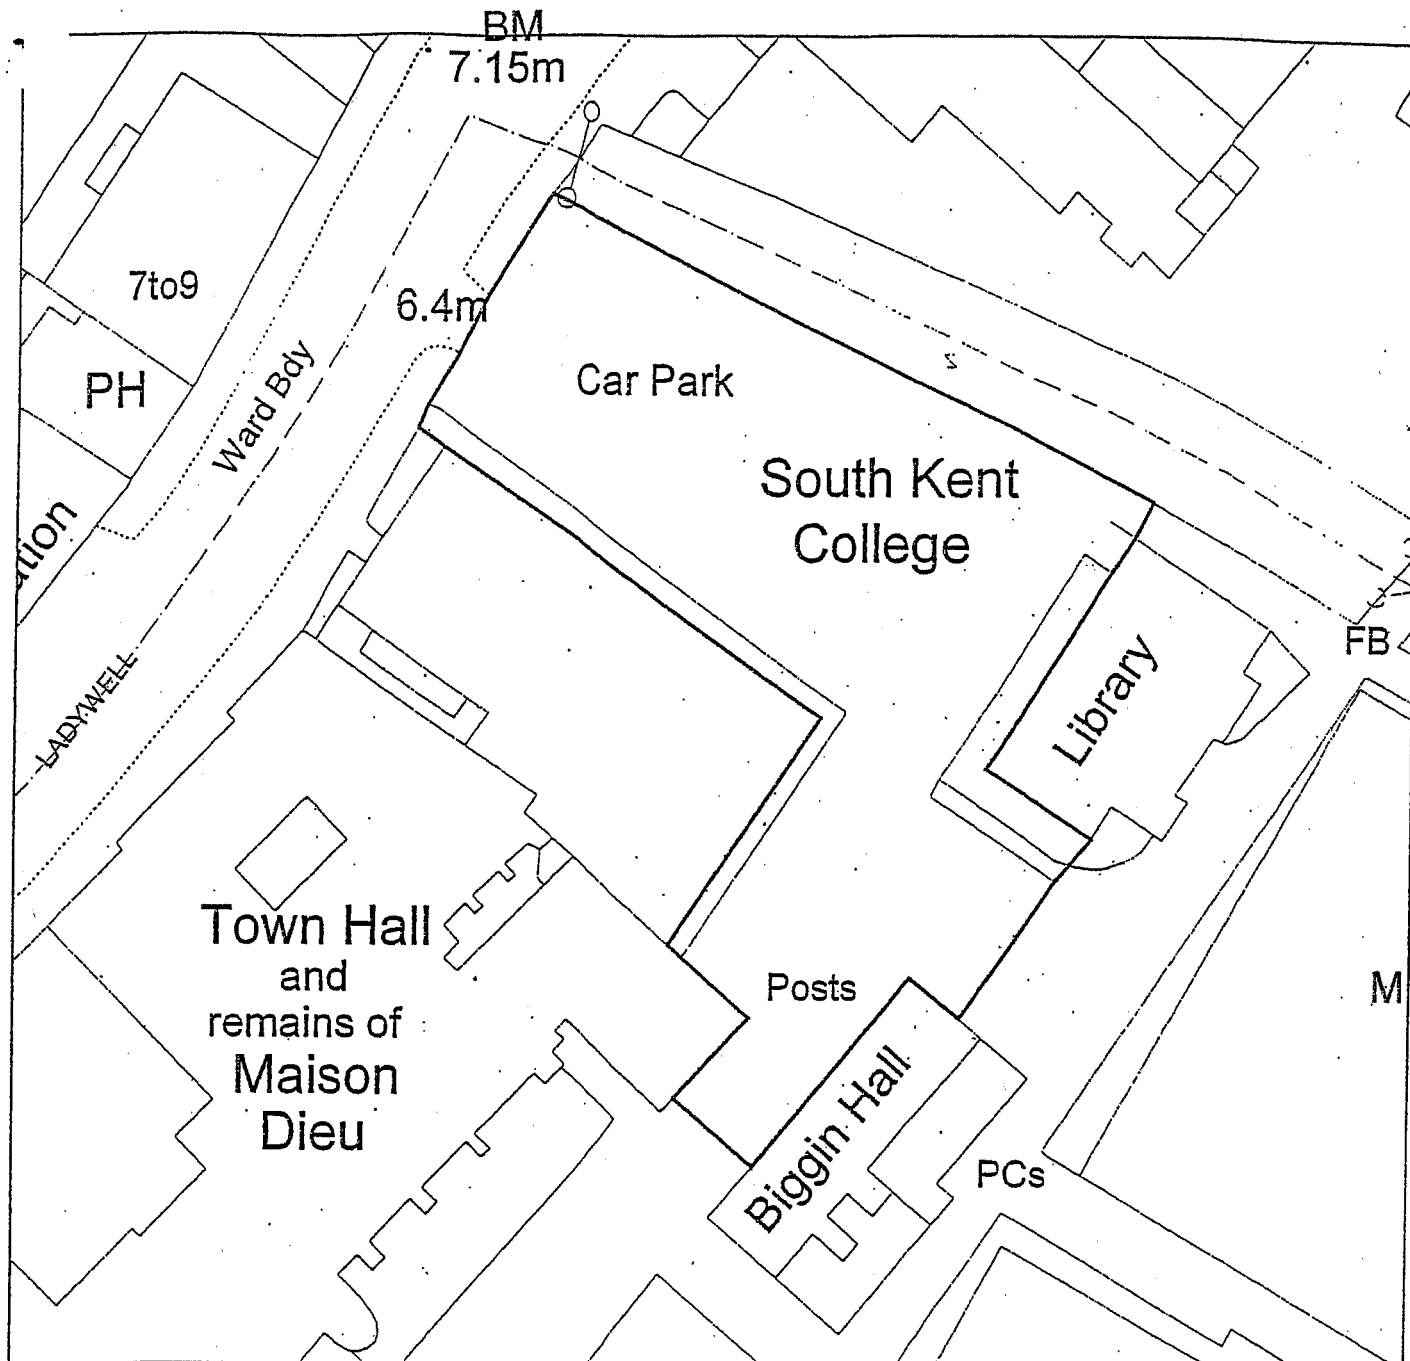 BM
7.15m
7to9
6.4m
PH
Ward Bdy
Car Park
South Kent
College
ation
LADYWELL
Library
FB
Town Hall
and
remains of
Maison
Dieu
Posts
M
Biggin Hall
PCs